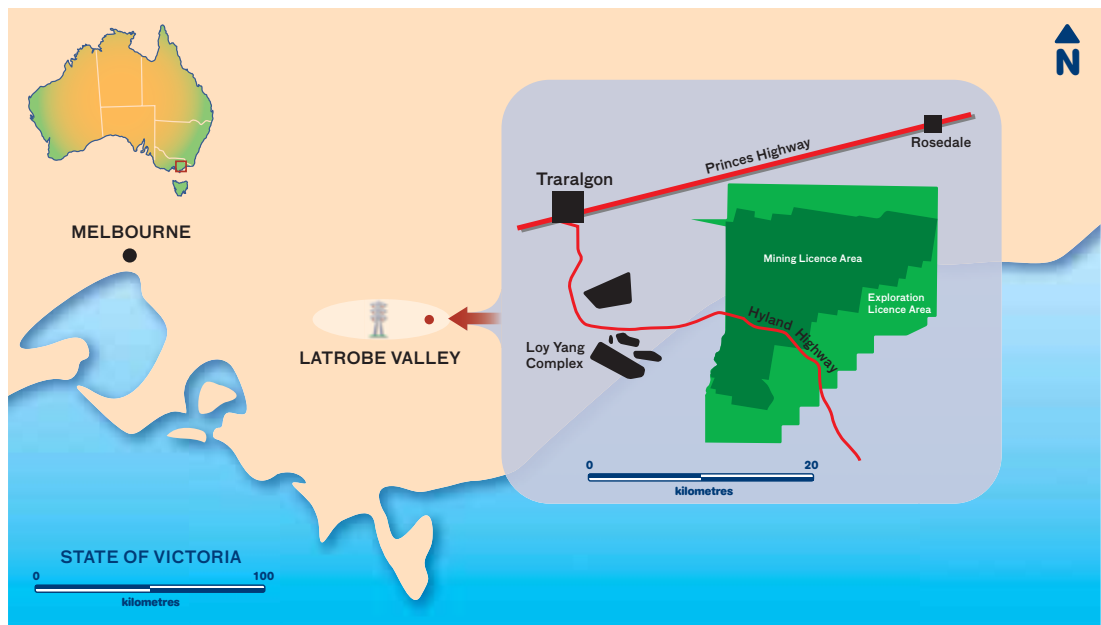 N
Princes Highway
Rosedale
Traralgon
MELBOURNE
Mining Licence Area
Exploration
Licence Area
Hyland Highway
LATROBE VALLEY
Loy Yang
Complex
0 20
kilometres
STATE OF VICTORIA
0 100
kilometres